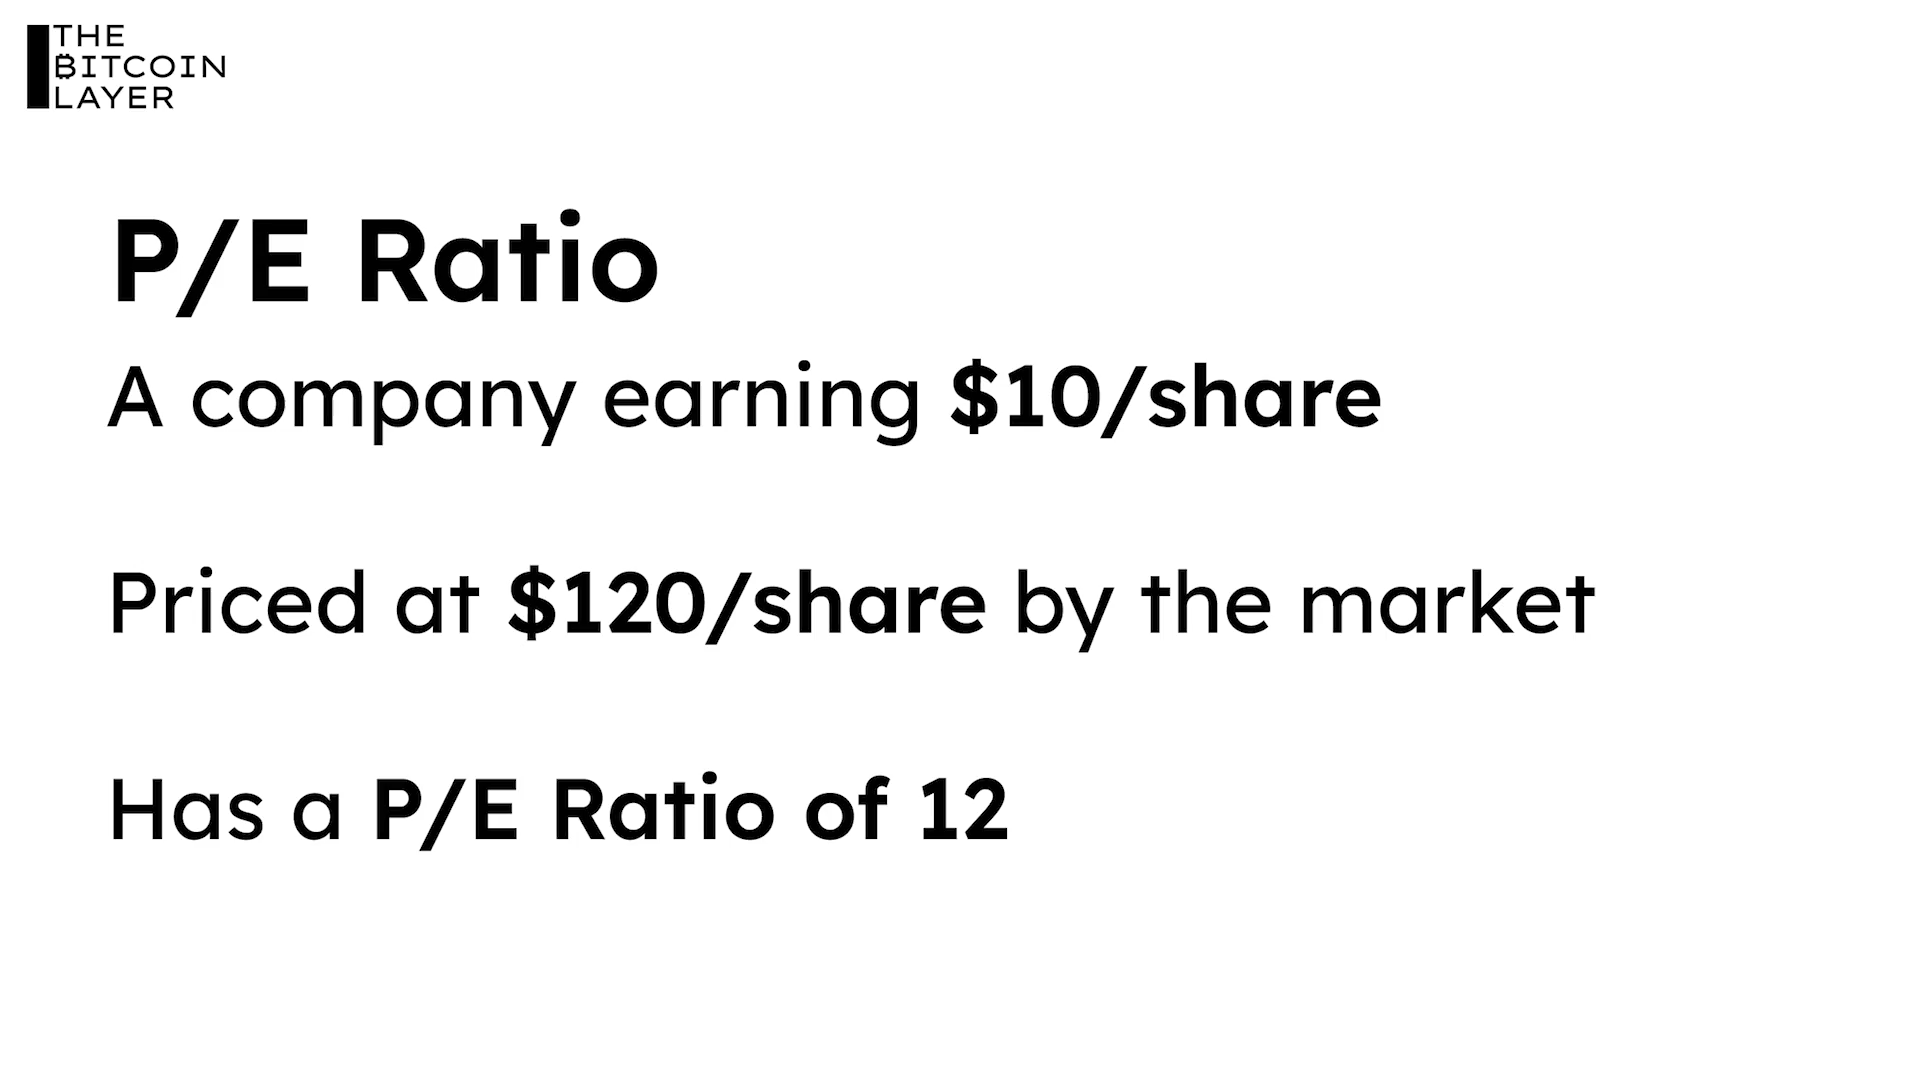 THE
BITCOIN
LAYER
P/E Ratio
A company earning $10/share
Priced at $120/share by the market
Has a P/E Ratio of 12